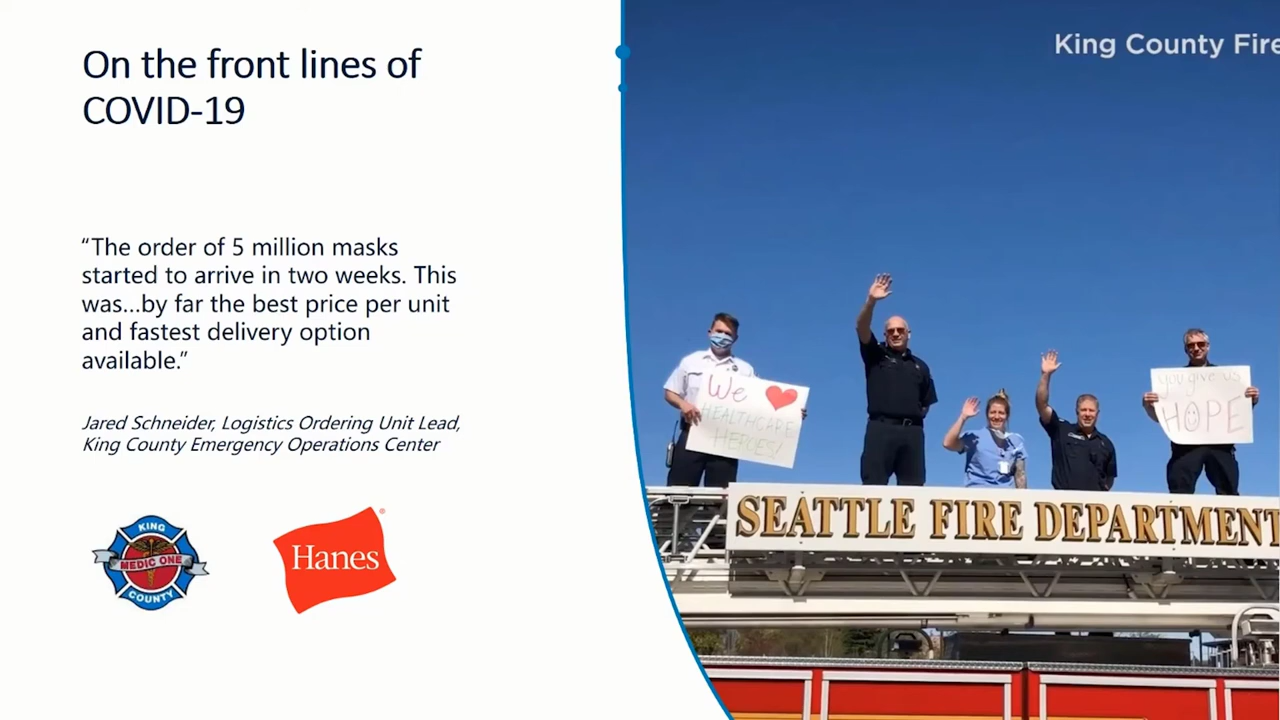 On the front lines of
COVID-19
“The order of 5 million masks
started to arrive in two weeks. This
was...by far the best price per unit
and fastest delivery option
available.”
Jared Schneider, Logistics Ordering Unit Lead,
King County Emergency Operations Center
KING
MEDIC ONE
COUNTY
Hanes®
King County Fire
We
HEALTHCARE
HEROES!
You give us
HOPE
SEATTLE FIRE DEPARTMENT